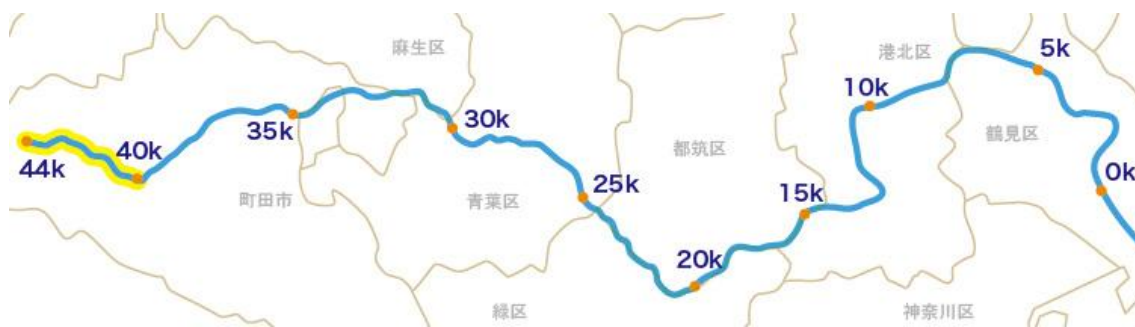 麻生区
港北区
5k
10k
30k
35k
鶴見区
40k
都筑区
44k
0k
25k
15k
町田市
青葉区
20k
緑区
神奈川区